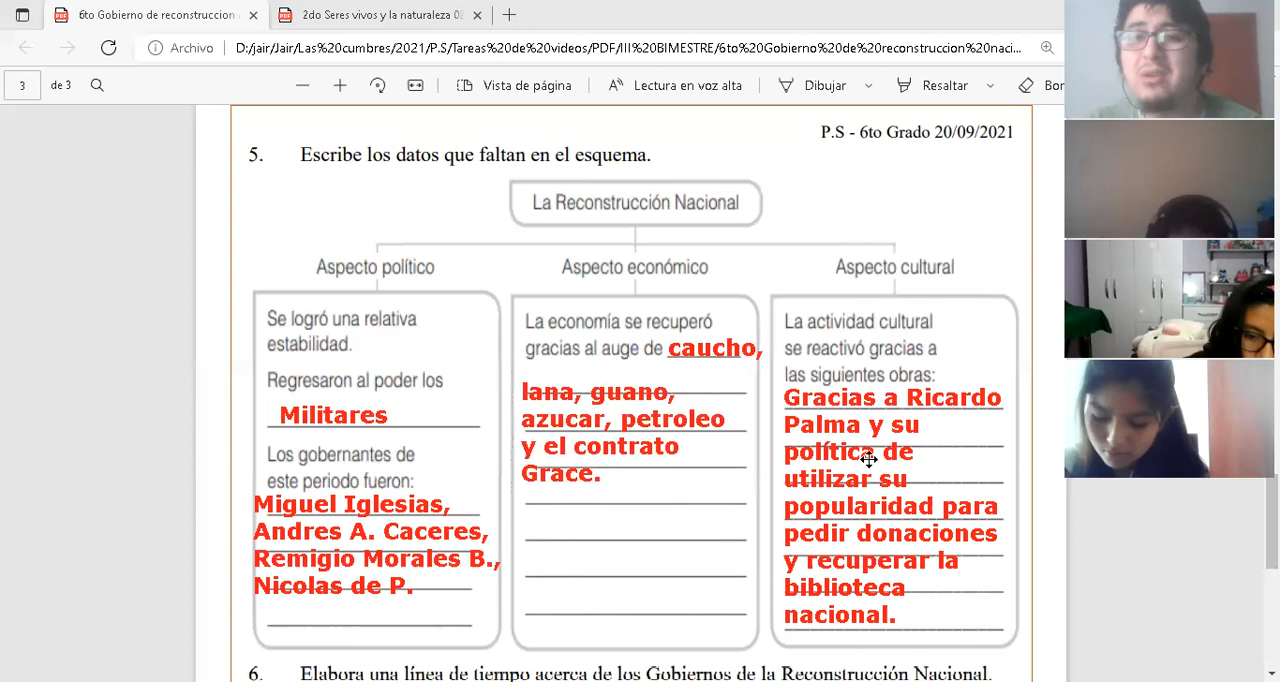 6to Gobierno de reconstruccion
2do Seres vivos y la naturaleza 02
Archivo
D:/jair/Jair/Las%20cumbres/2021/P.S/Tareas%20de%20videos/PDF/III%20BIMESTRE/6to%20Gobierno%20de%20reconstruccion%20naci...
3
de 3
Vista de página
Lectura en voz alta
Dibujar
Resaltar
Bor
P.S - 6to Grado 20/09/2021
5. Escribe los datos que faltan en el esquema.
La Reconstrucción Nacional
Aspecto político
Se logró una relativa
estabilidad.
Regresaron al poder los
Militares
Los gobernantes de
este periodo fueron:
Miguel Iglesias,
Andres A. Caceres,
Remigio Morales B.,
Nicolas de P.
Aspecto económico
La economía se recuperó
gracias al auge de caucho,
lana, guano,
azucar, petroleo
y el contrato
Grace.
Aspecto cultural
La actividad cultural
se reactivó gracias a
las siguientes obras:
Gracias a Ricardo
Palma y su
política de
utilizar su
popularidad para
pedir donaciones
y recuperar la
biblioteca
nacional.
6. Elabora una línea de tiempo acerca de los Gobiernos de la Reconstrucción Nacional.